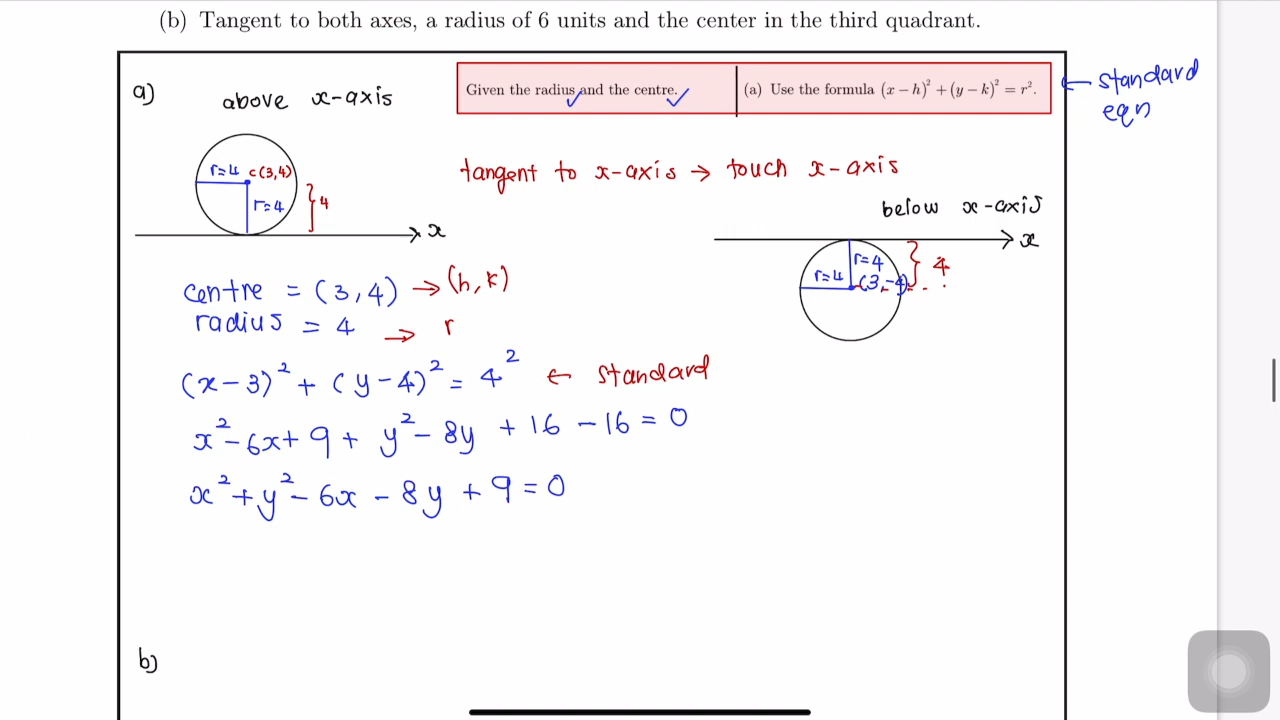 (b) Tangent to both axes, a radius of 6 units and the center in the third quadrant.
a)
above x-axis
Given the radius and the centre.
(a) Use the formula (x − h)² + (y − k)² = r².
← standard
eqn
r=4 c(3,4)
r=4
4
x
tangent to x-axis → touch x-axis
below x-axis
x
r=4
r=4
(3,-4)
4
centre = (3,4) → (h,k)
radius = 4 → r
(x-3)² + (y-4)² = 4² ← standard
x² - 6x + 9 + y² - 8y + 16 - 16 = 0
x² + y² - 6x - 8y + 9 = 0
b)